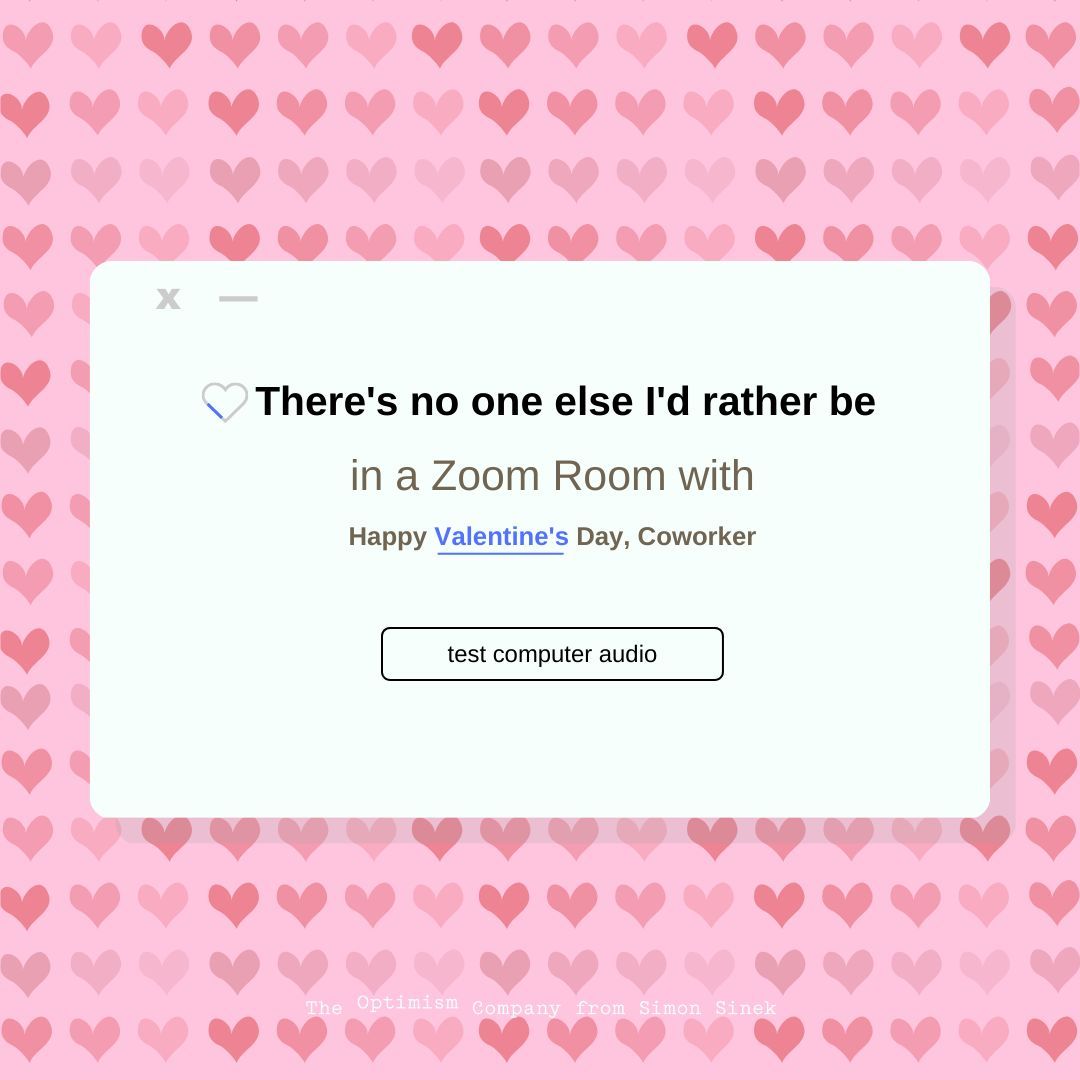 x —
There's no one else I'd rather be
in a Zoom Room with
Happy Valentine's Day, Coworker
test computer audio
The Optimism Company from Simon Sinek